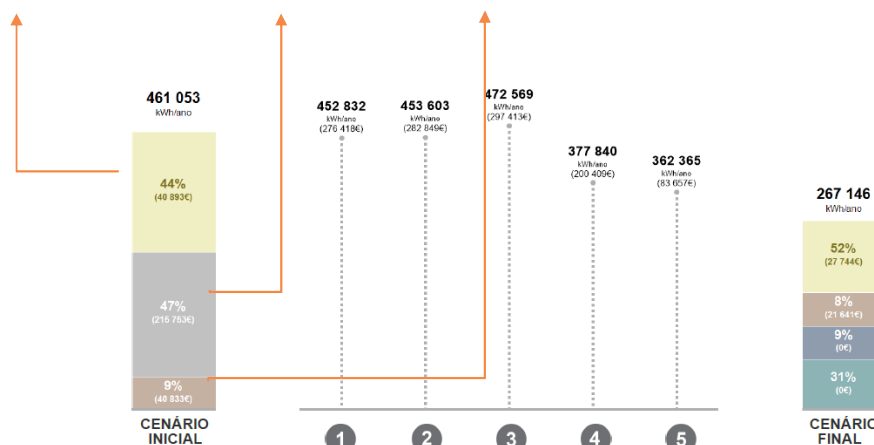 461 053
kWh/ano
44%
(40 893€)
47%
(215 753€)
9%
(40 833€)
CENÁRIO
INICIAL
452 832
kWh/ano
(276 418€)
1
453 603
kWh/ano
(282 849€)
2
472 569
kWh/ano
(297 413€)
3
377 840
kWh/ano
(200 409€)
4
362 365
kWh/ano
(83 657€)
5
267 146
kWh/ano
52%
(27 744€)
8%
(21 641€)
9%
(0€)
31%
(0€)
CENÁRIO
FINAL